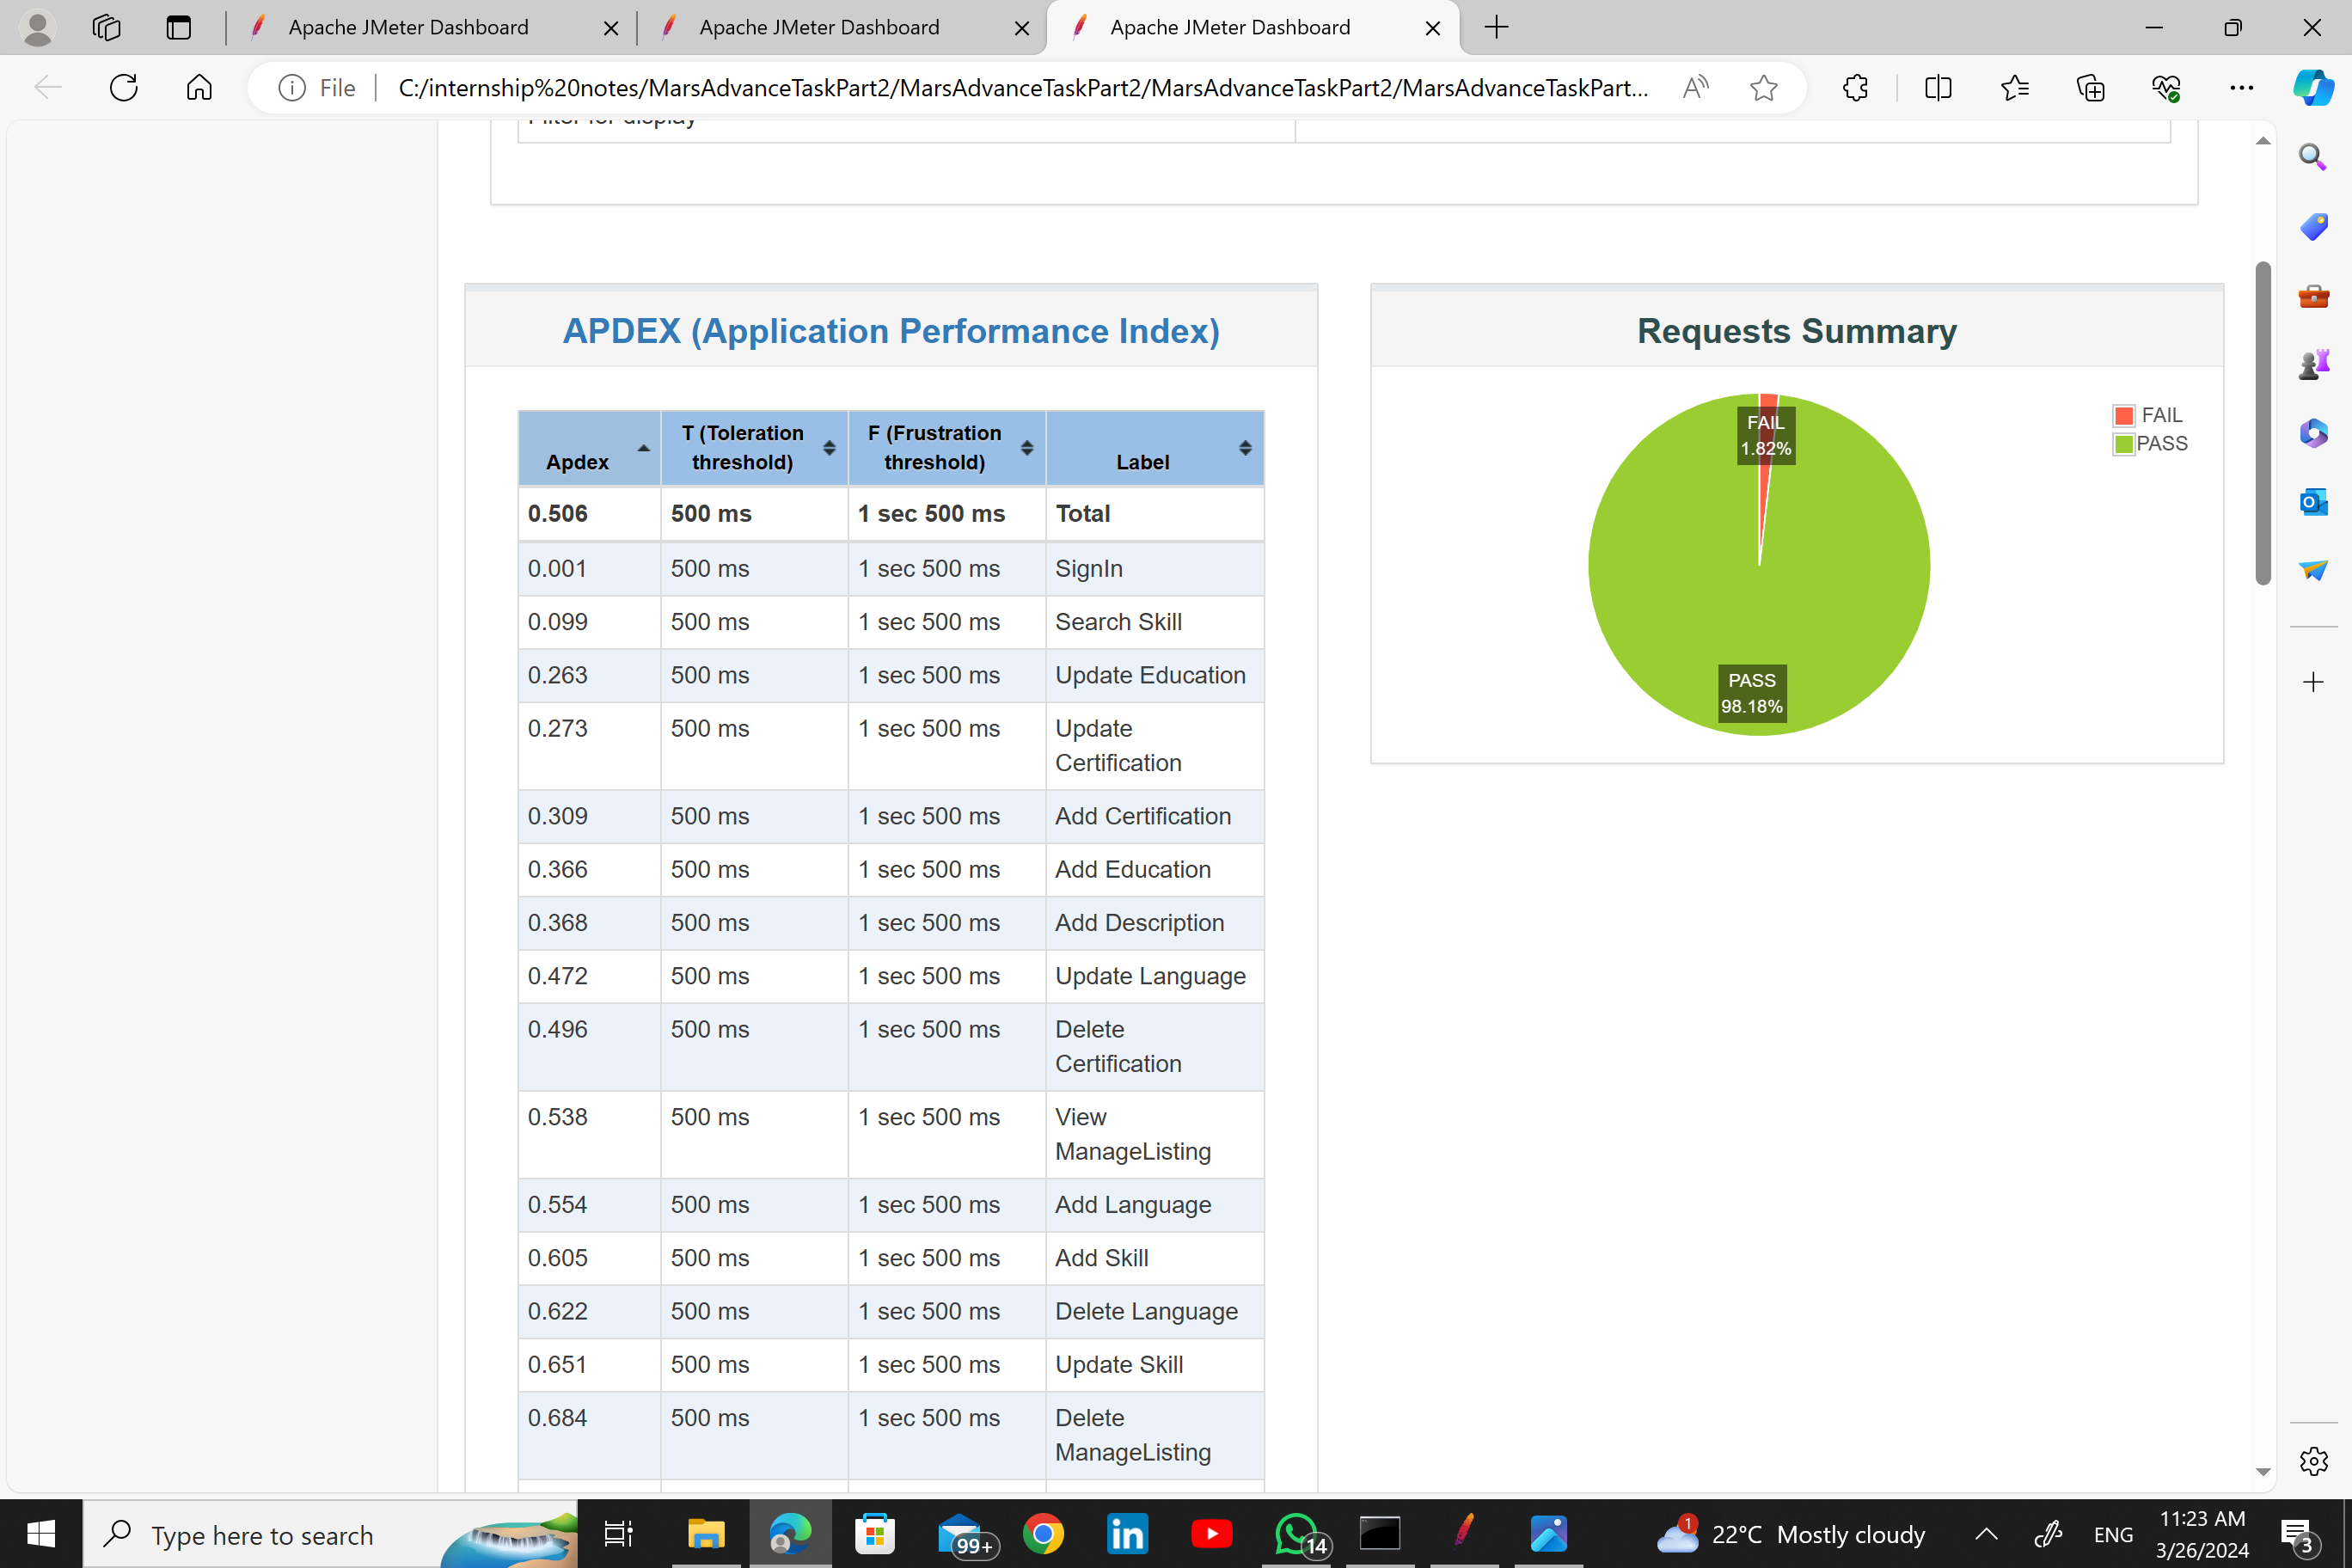 Apache JMeter Dashboard
Apache JMeter Dashboard
Apache JMeter Dashboard
File
C:/internship%20notes/MarsAdvanceTaskPart2/MarsAdvanceTaskPart2/MarsAdvanceTaskPart2/MarsAdvanceTaskPart...
Filter for display
APDEX (Application Performance Index)
Apdex T (Toleration threshold) F (Frustration threshold) Label
0.506 500 ms 1 sec 500 ms Total
0.001 500 ms 1 sec 500 ms SignIn
0.099 500 ms 1 sec 500 ms Search Skill
0.263 500 ms 1 sec 500 ms Update Education
0.273 500 ms 1 sec 500 ms Update Certification
0.309 500 ms 1 sec 500 ms Add Certification
0.366 500 ms 1 sec 500 ms Add Education
0.368 500 ms 1 sec 500 ms Add Description
0.472 500 ms 1 sec 500 ms Update Language
0.496 500 ms 1 sec 500 ms Delete Certification
0.538 500 ms 1 sec 500 ms View ManageListing
0.554 500 ms 1 sec 500 ms Add Language
0.605 500 ms 1 sec 500 ms Add Skill
0.622 500 ms 1 sec 500 ms Delete Language
0.651 500 ms 1 sec 500 ms Update Skill
0.684 500 ms 1 sec 500 ms Delete ManageListing
Requests Summary
FAIL
1.82%
PASS
98.18%
FAIL
PASS
Type here to search
99+
14
1
22°C Mostly cloudy
ENG
11:23 AM
3/26/2024
3